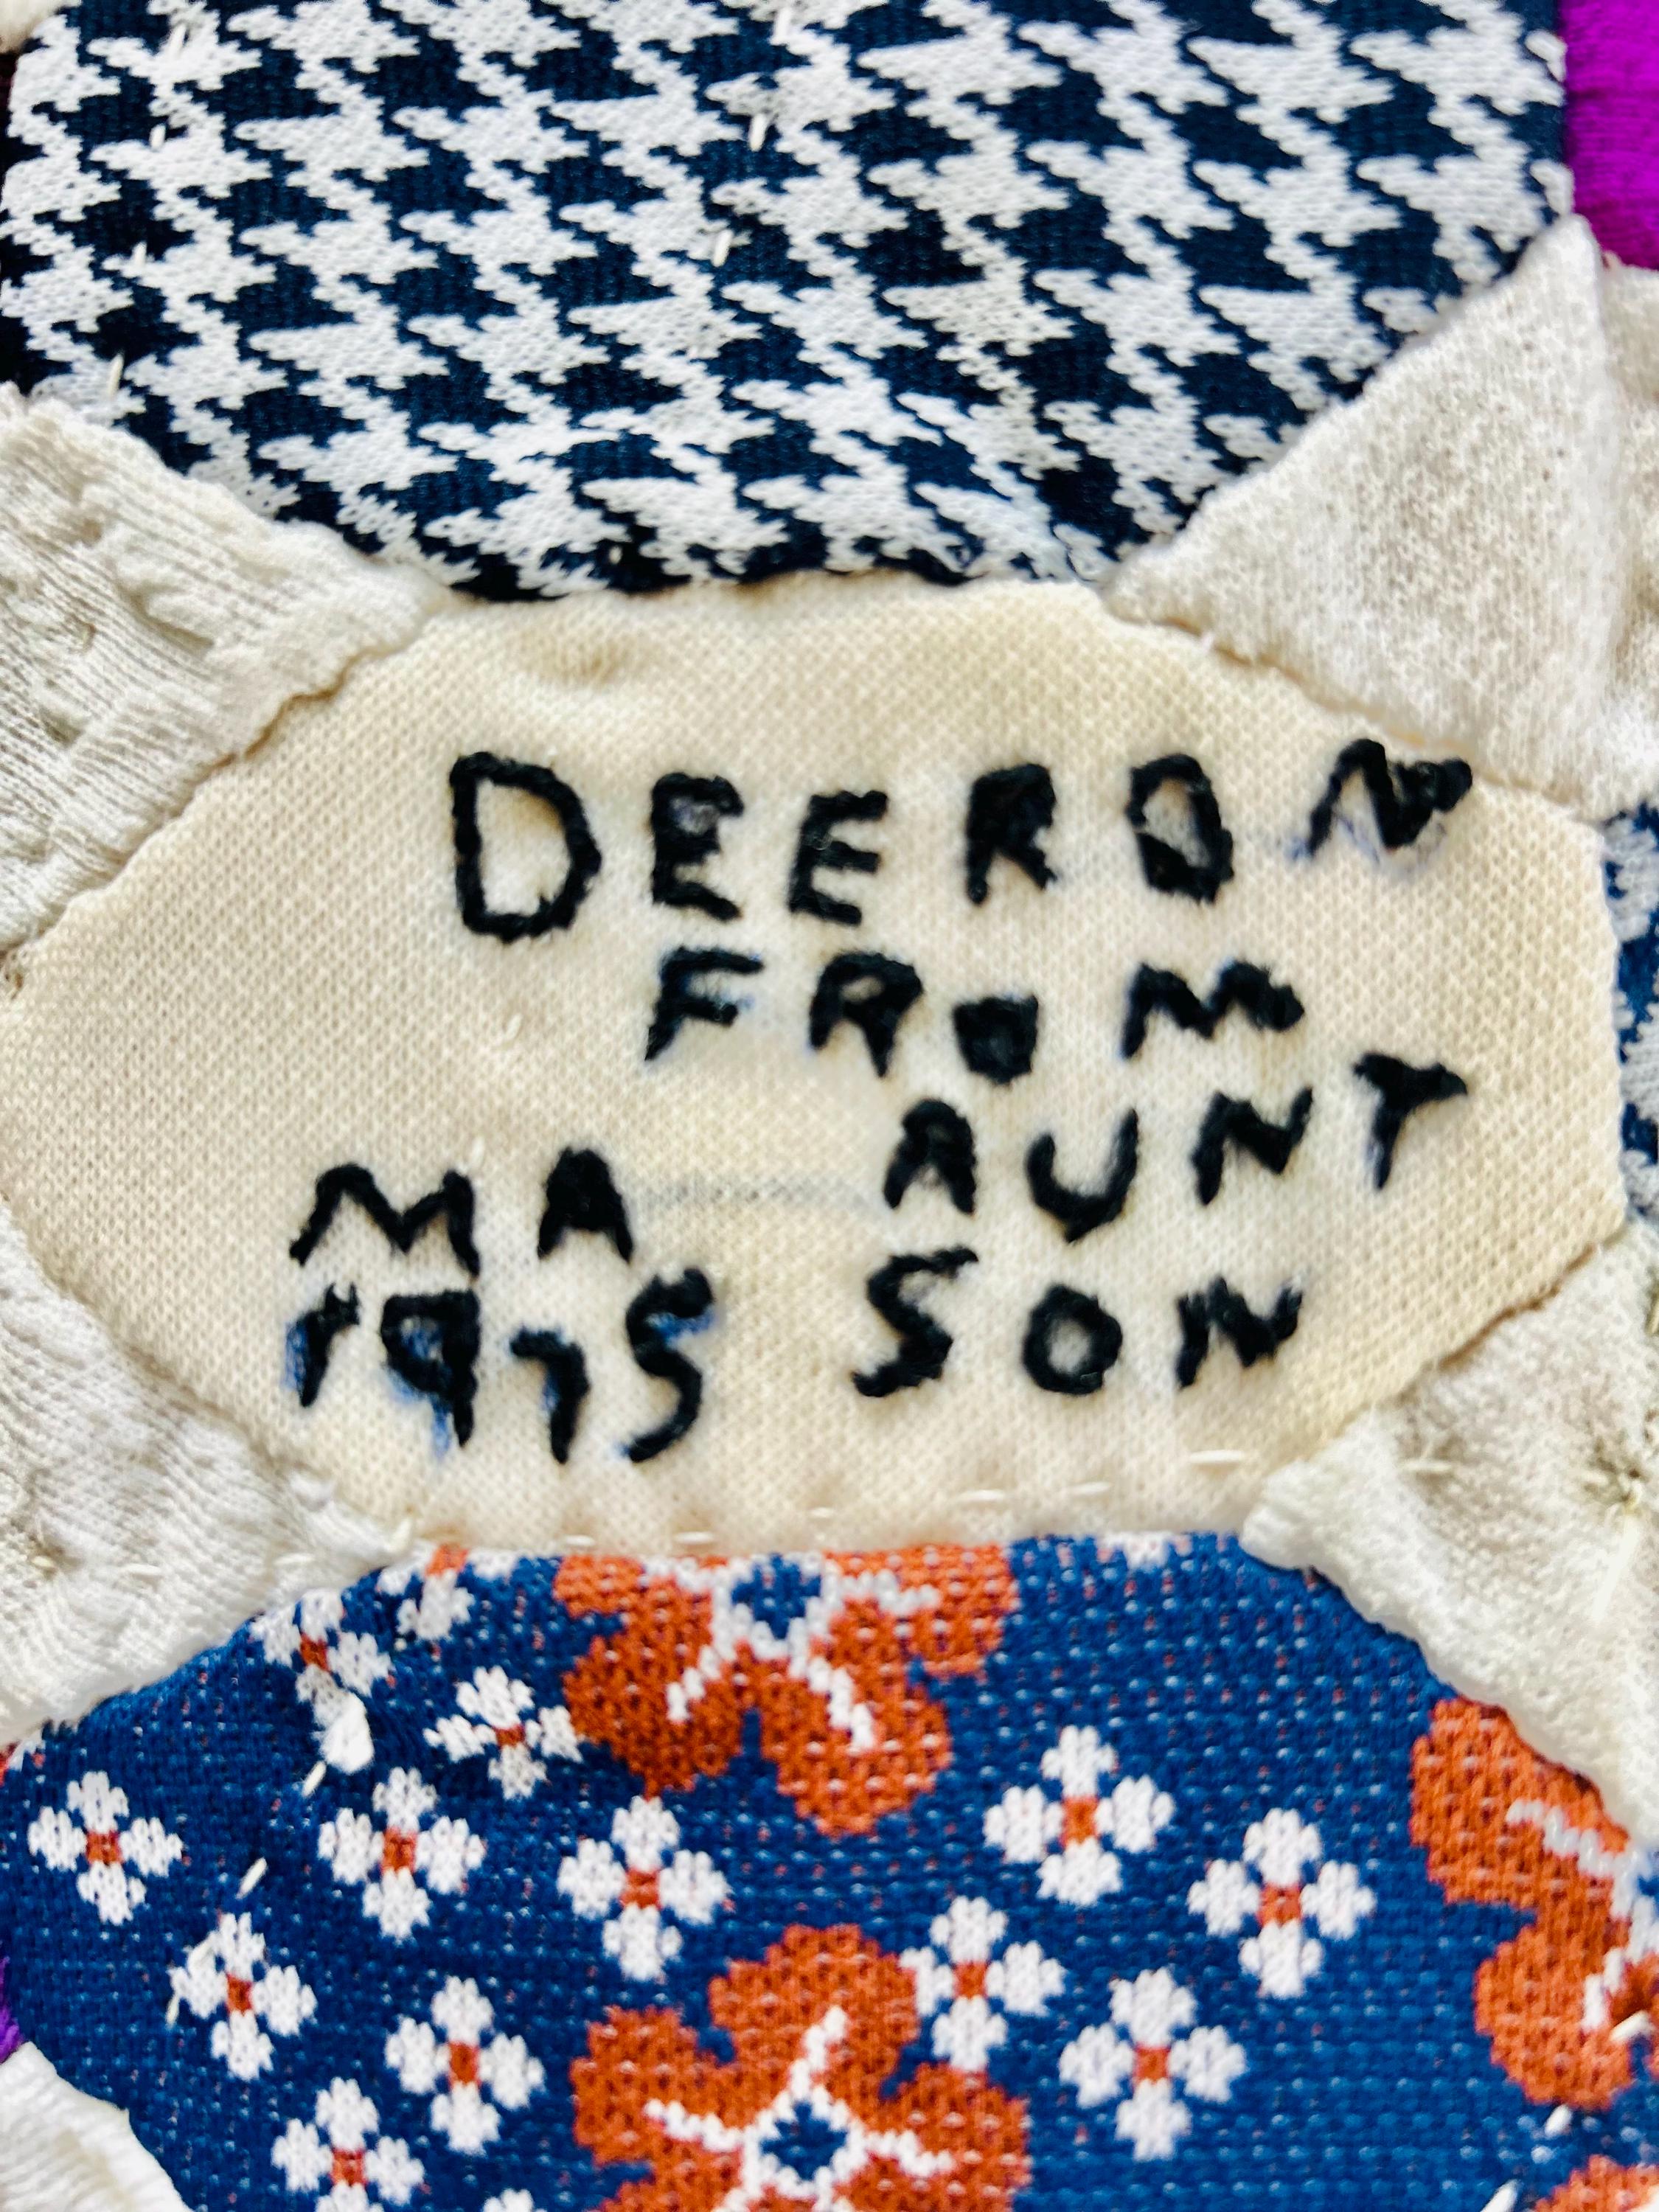 DEERON
FROM
MA AUNT
1975 SON